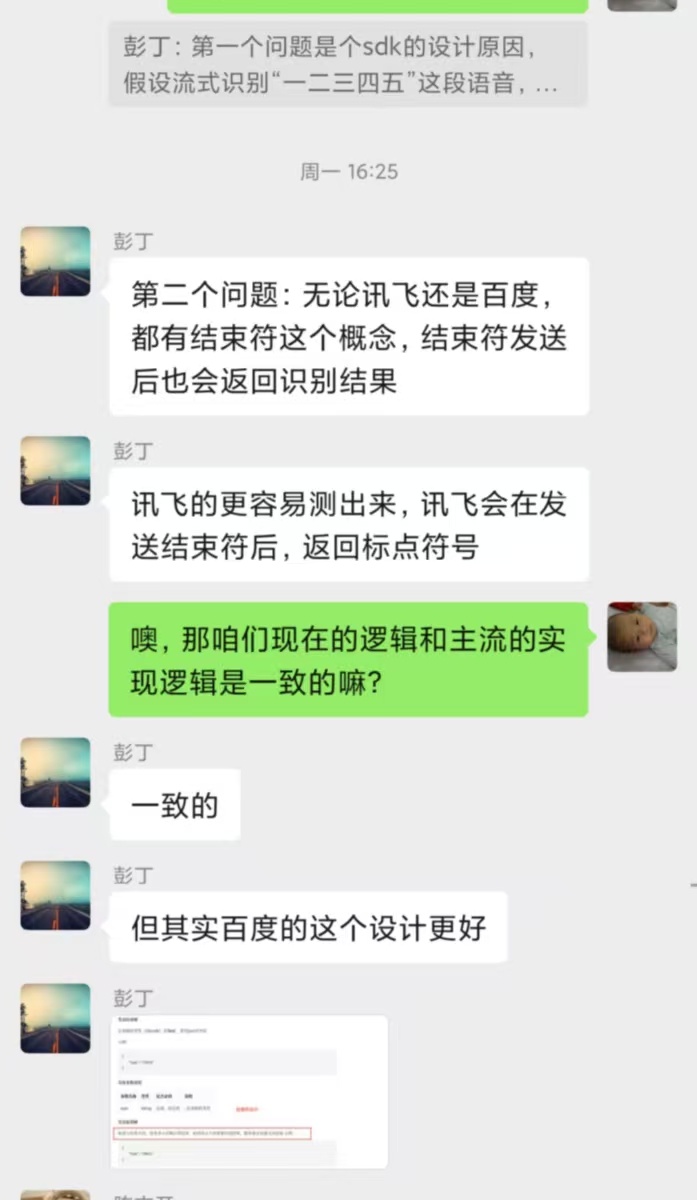 彭丁：第一个问题是个sdk的设计原因，
假设流式识别“一二三四五”这段语音，...
周一 16:25
彭丁
第二个问题：无论讯飞还是百度，
都有结束符这个概念，结束符发送
后也会返回识别结果
彭丁
讯飞的更容易测出来，讯飞会在发
送结束符后，返回标点符号
噢，那咱们现在的逻辑和主流的实
现逻辑是一致的嘛？
彭丁
一致的
彭丁
但其实百度的这个设计更好
彭丁